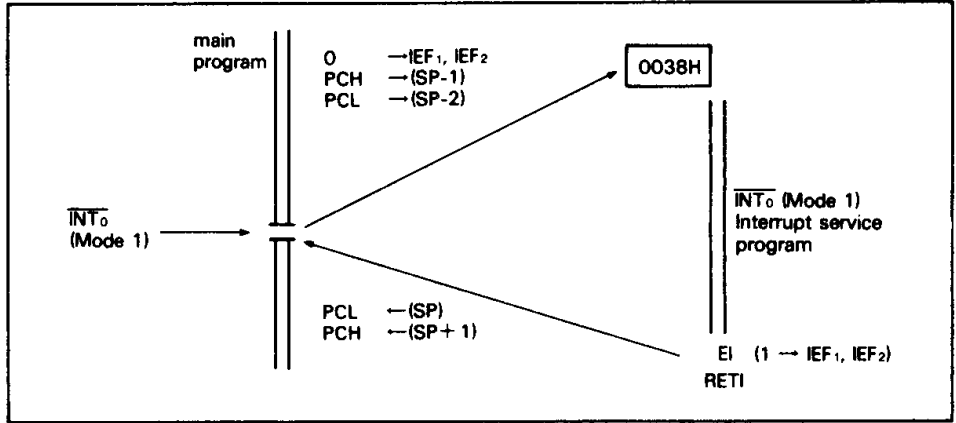 main
program
O →IEF₁, IEF₂
PCH →(SP-1)
PCL →(SP-2)
0038H
INT₀
(Mode 1)
INT₀ (Mode 1)
Interrupt service
program
PCL ←(SP)
PCH ←(SP+1)
EI (1 → IEF₁, IEF₂)
RETI